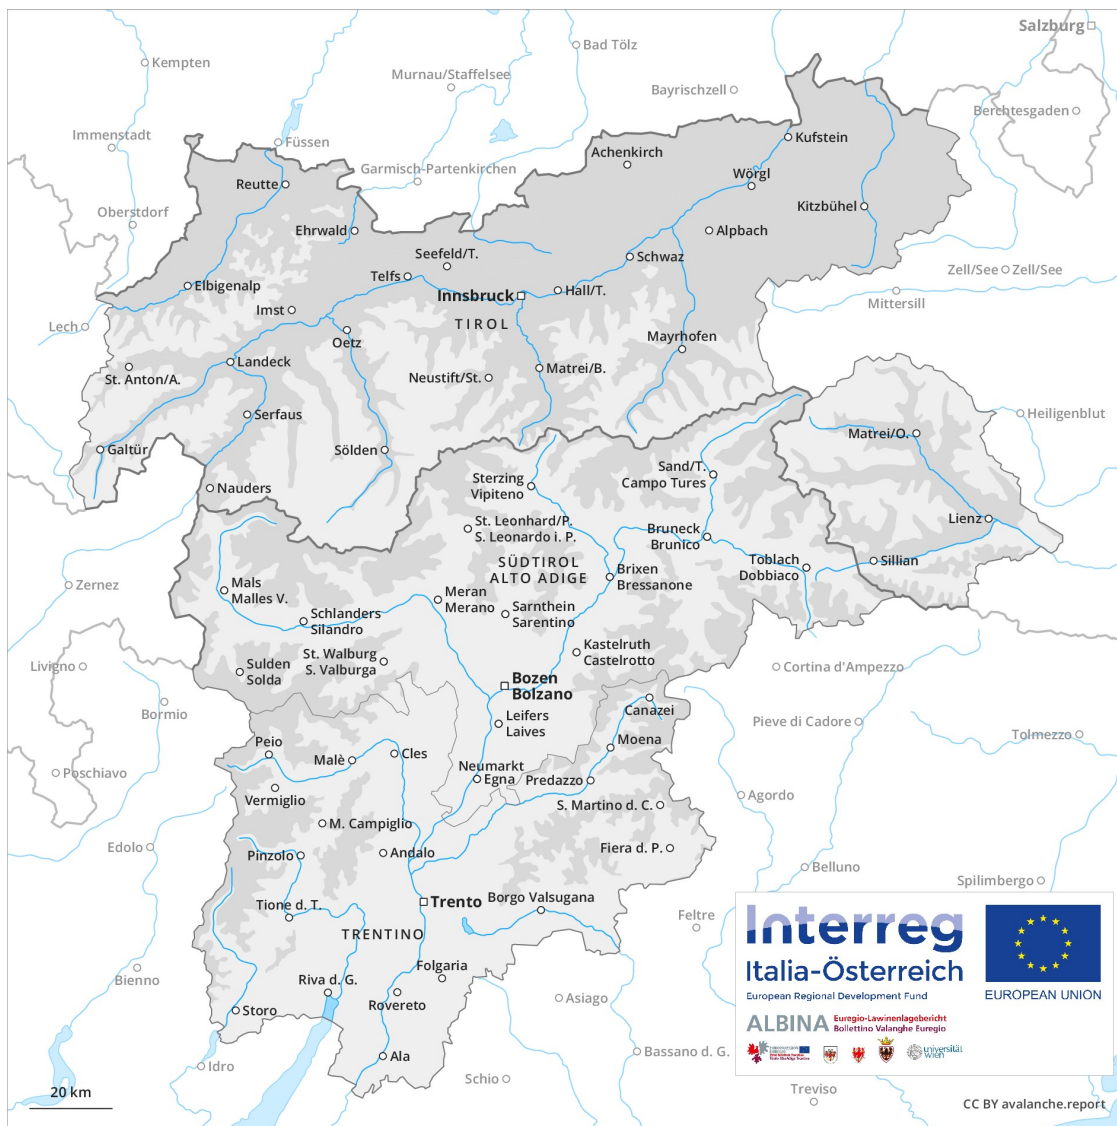 Salzburg
Bad Tölz
Kempten
Murnau/Staffelsee
Bayrischzell
Berchtesgaden
Immenstadt
Füssen
Kufstein
Achenkirch
Garmisch-Partenkirchen
Wörgl
Reutte
Oberstdorf
Kitzbühel
Ehrwald
Alpbach
Seefeld/T.
Schwaz
Telfs
Zell/See
Zell/See
Elbigenalp
Innsbruck
Hall/T.
Mittersill
Imst
TIROL
Lech
Oetz
Mayrhofen
Landeck
Matrei/B.
St. Anton/A.
Neustift/St.
Serfaus
Heiligenblut
Matrei/O.
Galtür
Sölden
Sand/T.
Campo Tures
Sterzing
Vipiteno
Nauders
St. Leonhard/P.
S. Leonardo i. P.
Lienz
Bruneck
Brunico
SÜDTIROL
ALTO ADIGE
Toblach
Dobbiaco
Sillian
Brixen
Bressanone
Zernez
Mals
Malles V.
Meran
Merano
Schlanders
Silandro
Sarnthein
Sarentino
Kastelruth
Castelrotto
St. Walburg
S. Valburga
Livigno
Sulden
Solda
Cortina d'Ampezzo
Bozen
Bolzano
Bormio
Canazei
Leifers
Laives
Pieve di Cadore
Tolmezzo
Moena
Peio
Malè
Cles
Poschiavo
Neumarkt
Egna
Predazzo
Vermiglio
Agordo
S. Martino d. C.
M. Campiglio
Edolo
Pinzolo
Andalo
Fiera d. P.
Belluno
Spilimbergo
Trento
Borgo Valsugana
Tione d. T.
Feltre
TRENTINO
Interreg
Folgaria
Italia-Österreich
Bienno
Riva d. G.
Rovereto
Asiago
European Regional Development Fund
EUROPEAN UNION
Storo
ALBINA
Euregio-Lawinenlagebericht
Bollettino Valanghe Euregio
Ala
Bassano d. G.
universität
wien
Idro
Schio
Treviso
20 km
CC BY avalanche.report